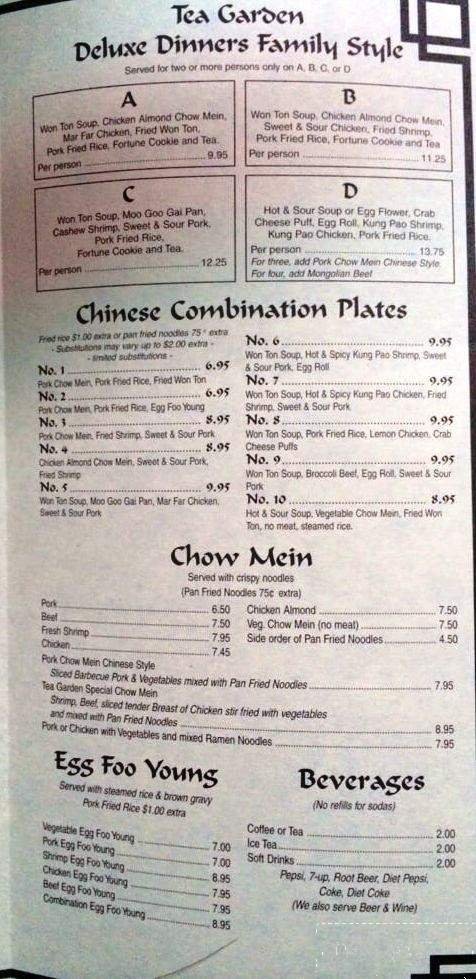 Tea Garden
Deluxe Dinners Family Style
Served for two or more persons only on A, B, C, or D
A
Won Ton Soup, Chicken Almond Chow Mein,
Mar Far Chicken, Fried Won Ton,
Pork Fried Rice, Fortune Cookie and Tea.
Per person 9.95
B
Won Ton Soup, Chicken Almond Chow Mein,
Sweet & Sour Chicken, Fried Shrimp,
Pork Fried Rice, Fortune Cookie and Tea
Per person 11.25
C
Won Ton Soup, Moo Goo Gai Pan,
Cashew Shrimp, Sweet & Sour Pork,
Pork Fried Rice,
Fortune Cookie and Tea.
Per person 12.25
D
Hot & Sour Soup or Egg Flower, Crab
Cheese Puff, Egg Roll, Kung Pao Shrimp,
Kung Pao Chicken, Pork Fried Rice.
Per person 13.75
For three, add Pork Chow Mein Chinese Style
For four, add Mongolian Beef
Chinese Combination Plates
Fried rice $1.00 extra or pan fried noodles 75¢ extra
- Substitutions may vary up to $2.00 extra -
- limited substitutions -
No. 1 6.95
Pork Chow Mein, Pork Fried Rice, Fried Won Ton
No. 2 6.95
Pork Chow Mein, Pork Fried Rice, Egg Foo Young
No. 3 8.95
Pork Chow Mein, Fried Shrimp, Sweet & Sour Pork
No. 4 8.95
Chicken Almond Chow Mein, Sweet & Sour Pork,
Fried Shrimp
No. 5 9.95
Won Ton Soup, Moo Goo Gai Pan, Mar Far Chicken,
Sweet & Sour Pork
No. 6 9.95
Won Ton Soup, Hot & Spicy Kung Pao Shrimp, Sweet
& Sour Pork, Egg Roll
No. 7 9.95
Won Ton Soup, Hot & Spicy Kung Pao Chicken, Fried
Shrimp, Sweet & Sour Pork
No. 8 9.95
Won Ton Soup, Pork Fried Rice, Lemon Chicken, Crab
Cheese Puffs
No. 9 9.95
Won Ton Soup, Broccoli Beef, Egg Roll, Sweet & Sour
Pork
No. 10 8.95
Hot & Sour Soup, Vegetable Chow Mein, Fried Won
Ton, no meat, steamed rice.
Chow Mein
Served with crispy noodles
(Pan Fried Noodles 75¢ extra)
Pork 6.50
Beef 7.50
Fresh Shrimp 7.95
Chicken 7.45
Chicken Almond 7.50
Veg. Chow Mein (no meat) 7.50
Side order of Pan Fried Noodles 4.50
Pork Chow Mein Chinese Style
Sliced Barbecue Pork & Vegetables mixed with Pan Fried Noodles 7.95
Tea Garden Special Chow Mein
Shrimp, Beef, sliced tender Breast of Chicken stir fried with vegetables
and mixed with Pan Fried Noodles 8.95
Pork or Chicken with Vegetables and mixed Ramen Noodles 7.95
Egg Foo Young
Served with steamed rice & brown gravy
Pork Fried Rice $1.00 extra
Vegetable Egg Foo Young 7.00
Pork Egg Foo Young 7.00
Shrimp Egg Foo Young 8.95
Chicken Egg Foo Young 7.95
Beef Egg Foo Young 7.95
Combination Egg Foo Young 8.95
Beverages
(No refills for sodas)
Coffee or Tea 2.00
Ice Tea 2.00
Soft Drinks 2.00
Pepsi, 7-up, Root Beer, Diet Pepsi,
Coke, Diet Coke
(We also serve Beer & Wine)